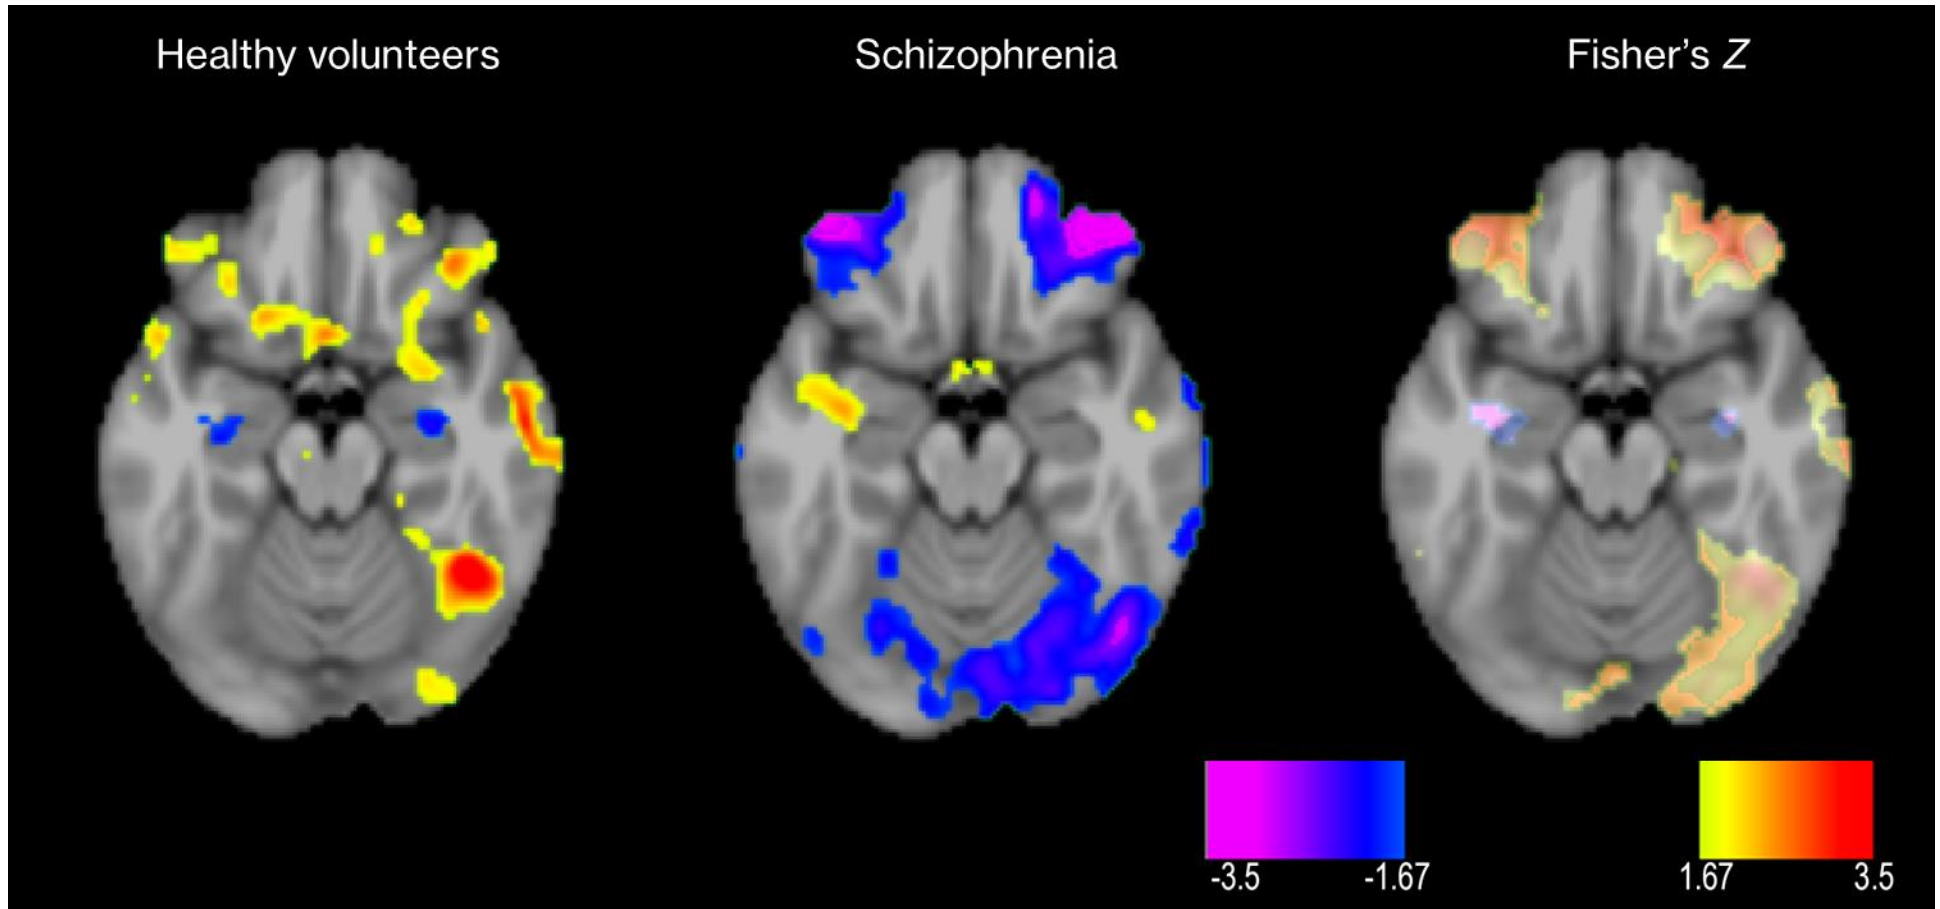 Healthy volunteers
Schizophrenia
Fisher’s Z
-3.5 -1.67
1.67 3.5